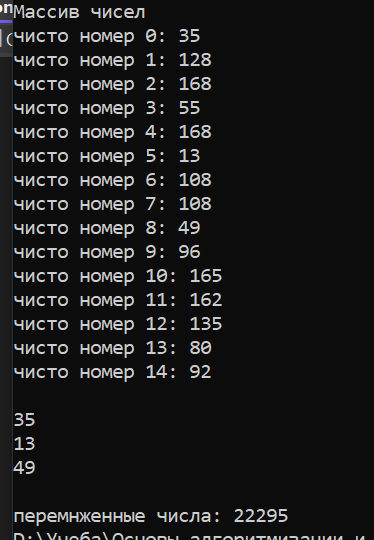 on
Массив чисел
чисто номер 0: 35
чисто номер 1: 128
чисто номер 2: 168
чисто номер 3: 55
чисто номер 4: 168
чисто номер 5: 13
чисто номер 6: 108
чисто номер 7: 108
чисто номер 8: 49
чисто номер 9: 96
чисто номер 10: 165
чисто номер 11: 162
чисто номер 12: 135
чисто номер 13: 80
чисто номер 14: 92
35
13
49
перемнженные числа: 22295
D:\Учеба\Основы алгоритмизации и